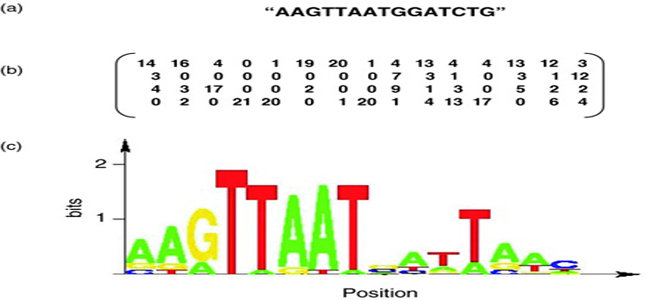 (a) "AAGTTAATGGATCTG"
14 16 4 0 1 19 20 1 4 13 4 4 13 12 3
(b) 3 0 0 0 0 0 0 0 7 3 1 0 3 1 12
4 3 17 0 0 2 0 0 9 1 3 0 5 2 2
0 2 0 21 20 0 1 20 1 4 13 17 0 6 4
(c)
2
bits
1
AAGTTAAT ATTAAC
Position